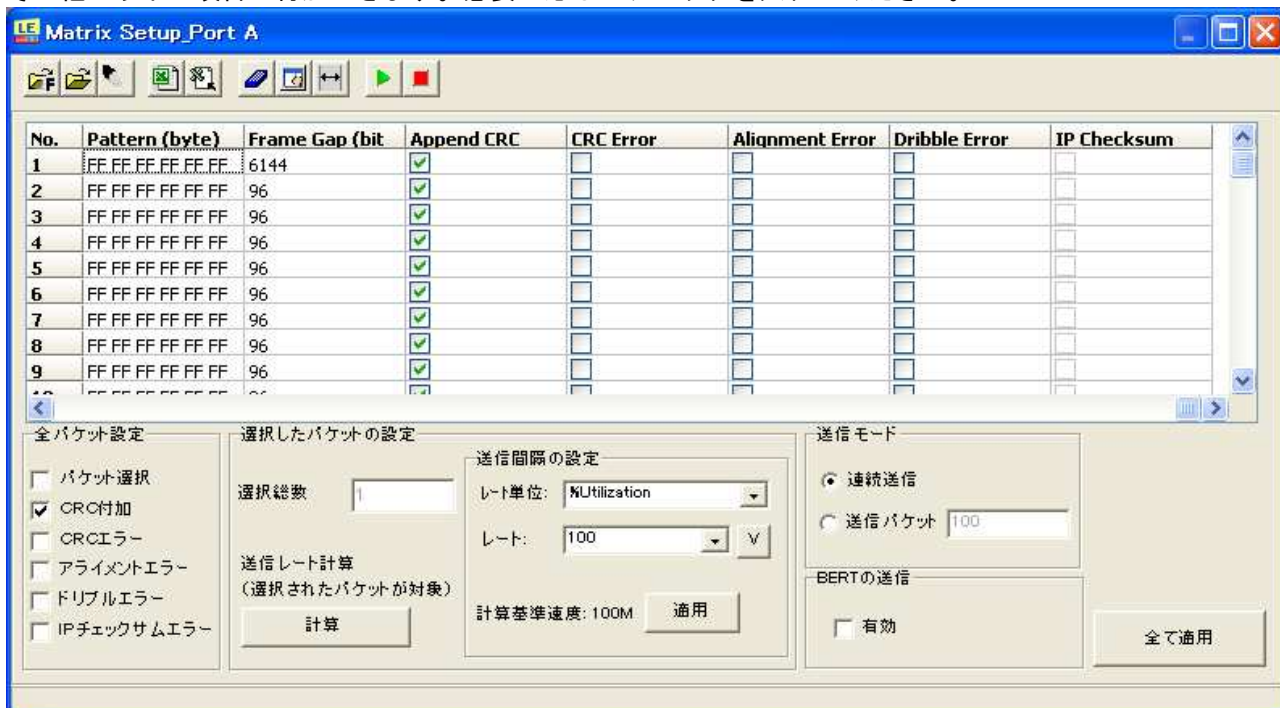 Matrix Setup_Port A
No. Pattern (byte) Frame Gap (bit Append CRC CRC Error Alignment Error Dribble Error IP Checksum
1 FF FF FF FF FF FF 6144
2 FF FF FF FF FF FF 96
3 FF FF FF FF FF FF 96
4 FF FF FF FF FF FF 96
5 FF FF FF FF FF FF 96
6 FF FF FF FF FF FF 96
7 FF FF FF FF FF FF 96
8 FF FF FF FF FF FF 96
9 FF FF FF FF FF FF 96
全パケット設定
パケット選択
CRC付加
CRCエラー
アライメントエラー
ドリブルエラー
IPチェックサムエラー
選択したパケットの設定
選択総数 1
送信レート計算
(選択されたパケットが対象)
計算
送信間隔の設定
レート単位: %Utilization
レート: 100 V
計算基準速度: 100M 適用
送信モード
連続送信
送信パケット 100
BERTの送信
有効
全て適用